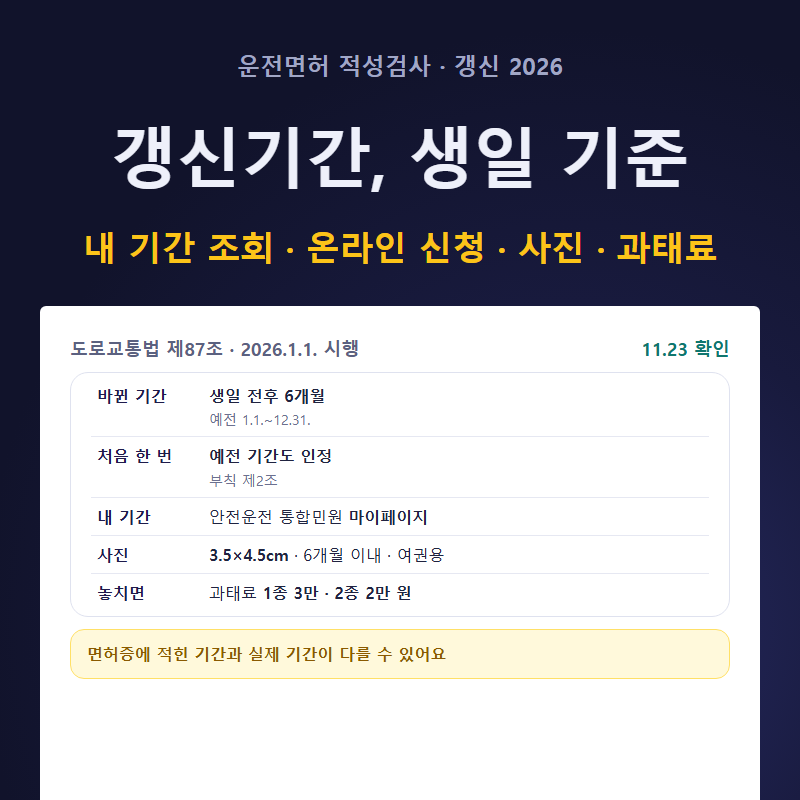 운전면허 적성검사 · 갱신 2026
갱신기간, 생일 기준
내 기간 조회 · 온라인 신청 · 사진 · 과태료
도로교통법 제87조 · 2026.1.1. 시행
11.23 확인
바뀐 기간
생일 전후 6개월
예전 1.1.~12.31.
처음 한 번
예전 기간도 인정
부칙 제2조
내 기간
안전운전 통합민원 마이페이지
사진
3.5×4.5cm · 6개월 이내 · 여권용
놓치면
과태료 1종 3만 · 2종 2만 원
면허증에 적힌 기간과 실제 기간이 다를 수 있어요